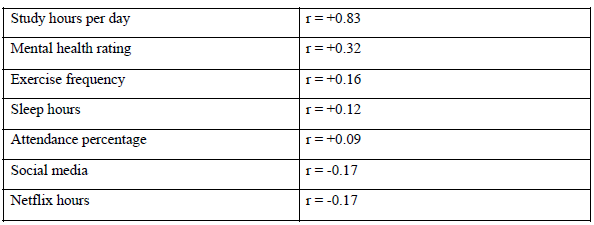 Study hours per day r = +0.83
Mental health rating r = +0.32
Exercise frequency r = +0.16
Sleep hours r = +0.12
Attendance percentage r = +0.09
Social media r = -0.17
Netflix hours r = -0.17